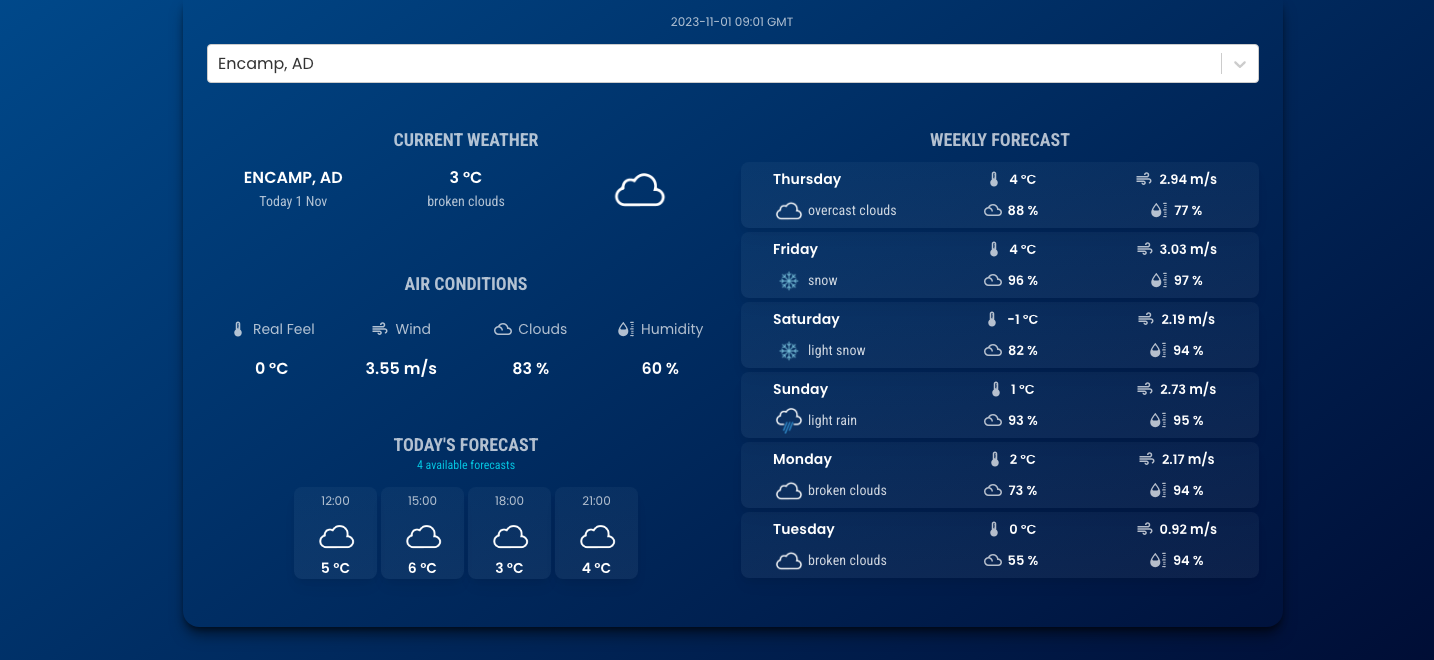 2023-11-01 09:01 GMT
Encamp, AD
CURRENT WEATHER
ENCAMP, AD
Today 1 Nov
3 °C
broken clouds
AIR CONDITIONS
Real Feel
0 °C
Wind
3.55 m/s
Clouds
83 %
Humidity
60 %
TODAY'S FORECAST
4 available forecasts
12:00
5 °C
15:00
6 °C
18:00
3 °C
21:00
4 °C
WEEKLY FORECAST
Thursday 4 °C 2.94 m/s
overcast clouds 88 % 77 %
Friday 4 °C 3.03 m/s
snow 96 % 97 %
Saturday -1 °C 2.19 m/s
light snow 82 % 94 %
Sunday 1 °C 2.73 m/s
light rain 93 % 95 %
Monday 2 °C 2.17 m/s
broken clouds 73 % 94 %
Tuesday 0 °C 0.92 m/s
broken clouds 55 % 94 %